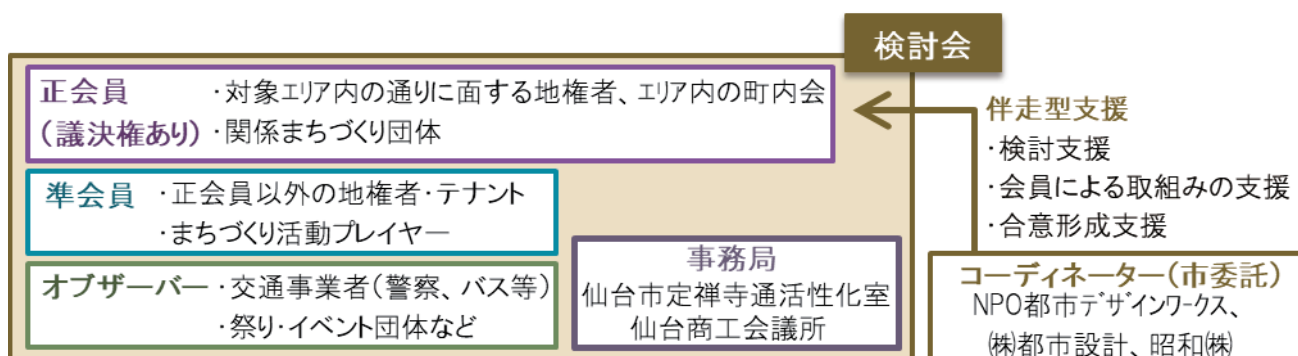 検討会
正会員 ・対象エリア内の通りに面する地権者、エリア内の町内会
(議決権あり) ・関係まちづくり団体
準会員 ・正会員以外の地権者・テナント
・まちづくり活動プレイヤー
オブザーバー ・交通事業者(警察、バス等)
・祭り・イベント団体など
事務局
仙台市定禅寺通活性化室
仙台商工会議所
伴走型支援
・検討支援
・会員による取組みの支援
・合意形成支援
コーディネーター(市委託)
NPO都市デザインワークス、
㈱都市設計、昭和㈱